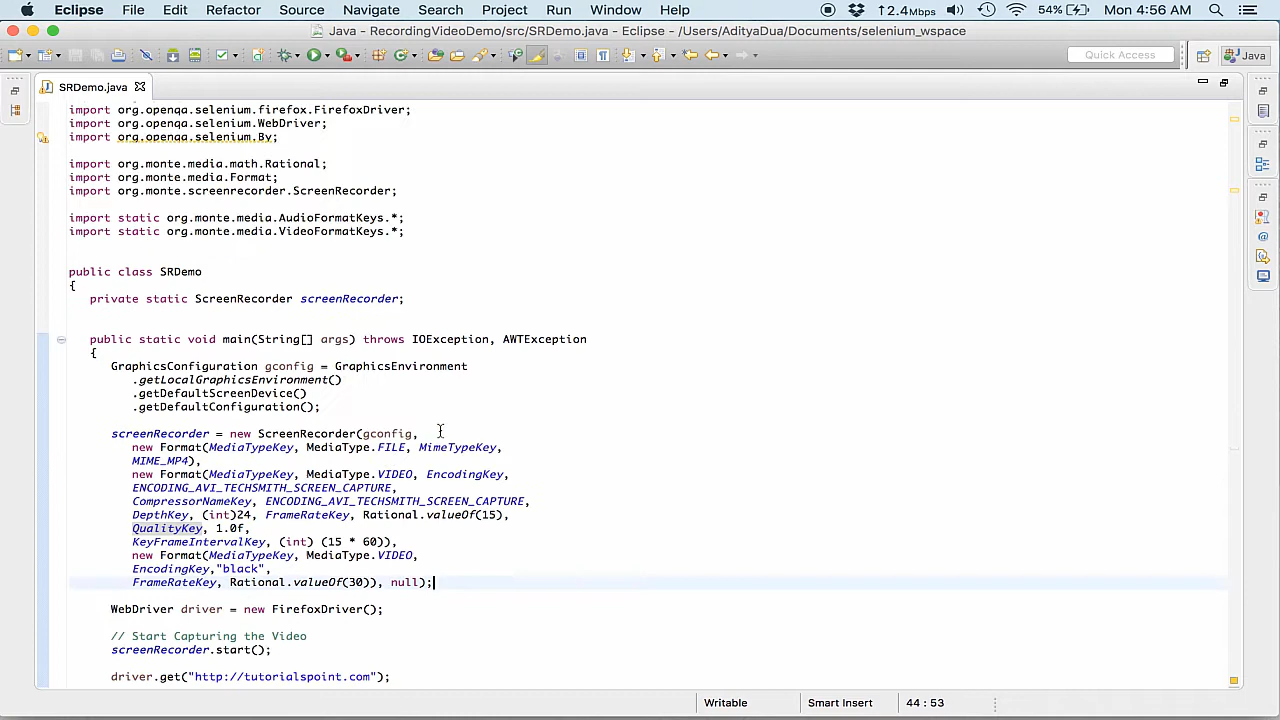 Eclipse File Edit Refactor Source Navigate Search Project Run Window Help 2.4Mbps 54% Mon 4:56 AM
Java - RecordingVideoDemo/src/SRDemo.java - Eclipse - /Users/AdityaDua/Documents/selenium_wspace
Quick Access Java
SRDemo.java
import org.openqa.selenium.firefox.FirefoxDriver;
import org.openqa.selenium.WebDriver;
import org.openqa.selenium.By;
import org.monte.media.math.Rational;
import org.monte.media.Format;
import org.monte.screenrecorder.ScreenRecorder;
import static org.monte.media.AudioFormatKeys.*;
import static org.monte.media.VideoFormatKeys.*;
public class SRDemo
{
private static ScreenRecorder screenRecorder;
public static void main(String[] args) throws IOException, AWTException
{
GraphicsConfiguration gconfig = GraphicsEnvironment
.getLocalGraphicsEnvironment()
.getDefaultScreenDevice()
.getDefaultConfiguration();
screenRecorder = new ScreenRecorder(gconfig,
new Format(MediaTypeKey, MediaType.FILE, MimeTypeKey,
MIME_MP4),
new Format(MediaTypeKey, MediaType.VIDEO, EncodingKey,
ENCODING_AVI_TECHSMITH_SCREEN_CAPTURE,
CompressorNameKey, ENCODING_AVI_TECHSMITH_SCREEN_CAPTURE,
DepthKey, (int)24, FrameRateKey, Rational.valueOf(15),
QualityKey, 1.0f,
KeyFrameIntervalKey, (int) (15 * 60)),
new Format(MediaTypeKey, MediaType.VIDEO,
EncodingKey,"black",
FrameRateKey, Rational.valueOf(30)), null);
WebDriver driver = new FirefoxDriver();
// Start Capturing the Video
screenRecorder.start();
driver.get("http://tutorialspoint.com");
Writable Smart Insert 44 : 53